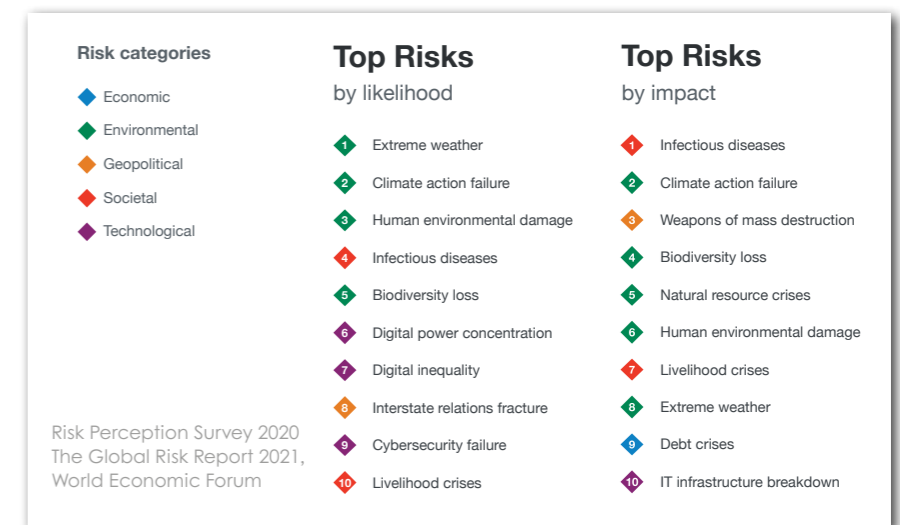 Risk categories
Economic
Environmental
Geopolitical
Societal
Technological
Risk Perception Survey 2020
The Global Risk Report 2021,
World Economic Forum
Top Risks
by likelihood
1 Extreme weather
2 Climate action failure
3 Human environmental damage
4 Infectious diseases
5 Biodiversity loss
6 Digital power concentration
7 Digital inequality
8 Interstate relations fracture
9 Cybersecurity failure
10 Livelihood crises
Top Risks
by impact
1 Infectious diseases
2 Climate action failure
3 Weapons of mass destruction
4 Biodiversity loss
5 Natural resource crises
6 Human environmental damage
7 Livelihood crises
8 Extreme weather
9 Debt crises
10 IT infrastructure breakdown